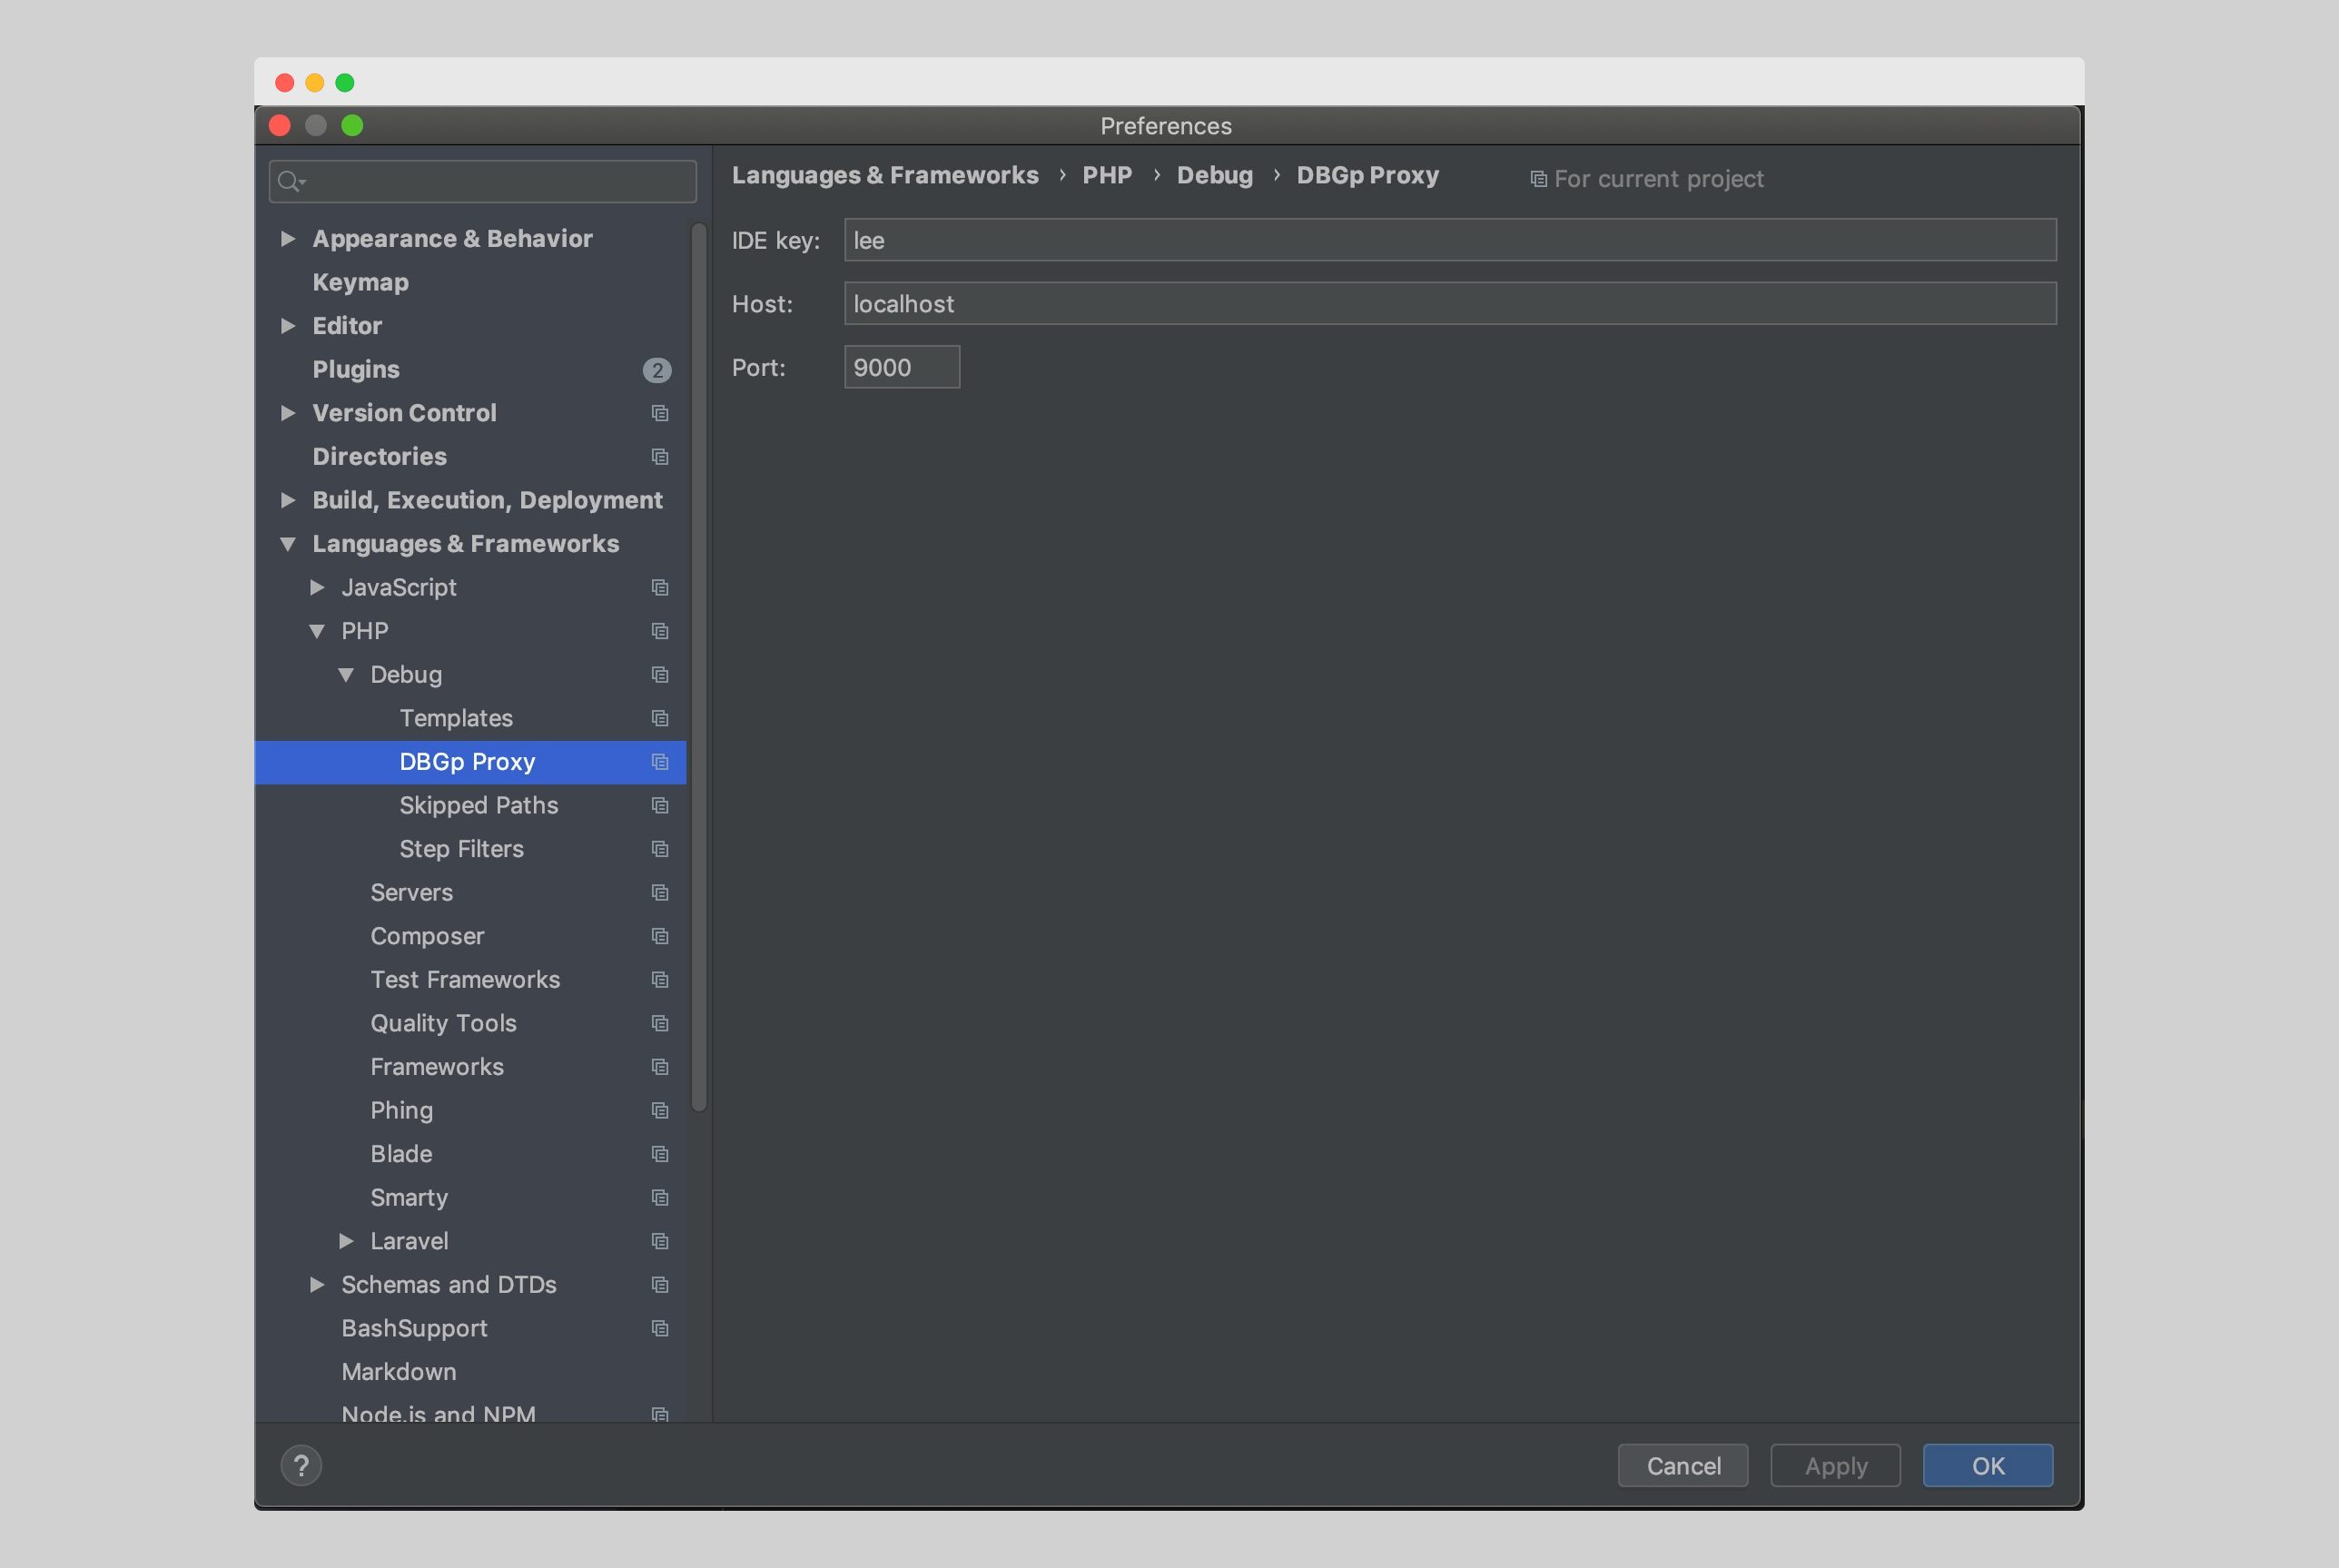 Preferences
Languages & Frameworks › PHP › Debug › DBGp Proxy For current project
IDE key: lee
Host: localhost
Port: 9000
Appearance & Behavior
Keymap
Editor
Plugins 2
Version Control
Directories
Build, Execution, Deployment
Languages & Frameworks
JavaScript
PHP
Debug
Templates
DBGp Proxy
Skipped Paths
Step Filters
Servers
Composer
Test Frameworks
Quality Tools
Frameworks
Phing
Blade
Smarty
Laravel
Schemas and DTDs
BashSupport
Markdown
Node.js and NPM
? Cancel Apply OK